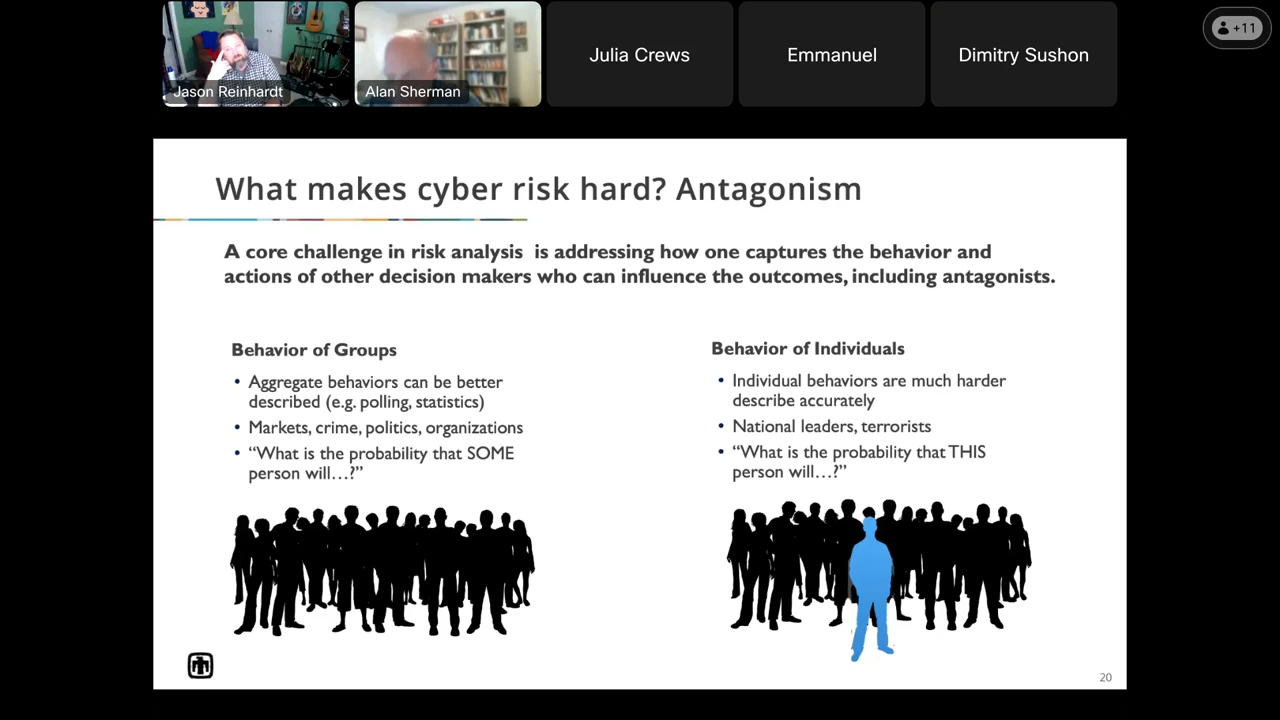 Jason Reinhardt
Alan Sherman
Julia Crews
Emmanuel
Dimitry Sushon
+11
What makes cyber risk hard? Antagonism
A core challenge in risk analysis is addressing how one captures the behavior and
actions of other decision makers who can influence the outcomes, including antagonists.
Behavior of Groups
• Aggregate behaviors can be better
described (e.g. polling, statistics)
• Markets, crime, politics, organizations
• “What is the probability that SOME
person will…?”
Behavior of Individuals
• Individual behaviors are much harder
describe accurately
• National leaders, terrorists
• “What is the probability that THIS
person will…?”
20